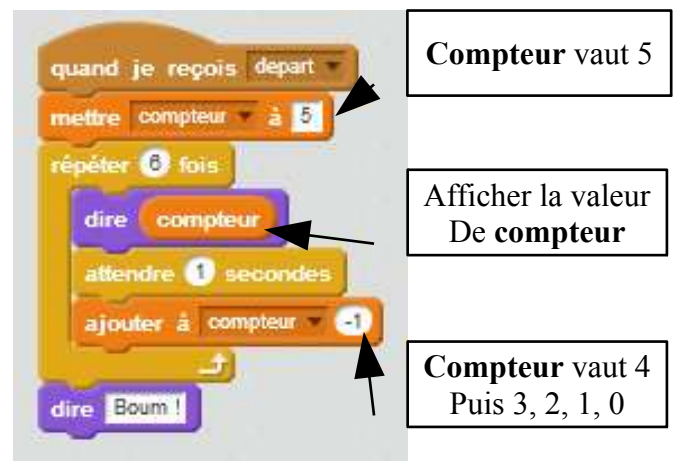 quand je reçois depart
Compteur vaut 5
mettre compteur à 5
répéter 6 fois
dire compteur
Afficher la valeur
De compteur
attendre 1 secondes
ajouter à compteur -1
Compteur vaut 4
Puis 3, 2, 1, 0
dire Boum !